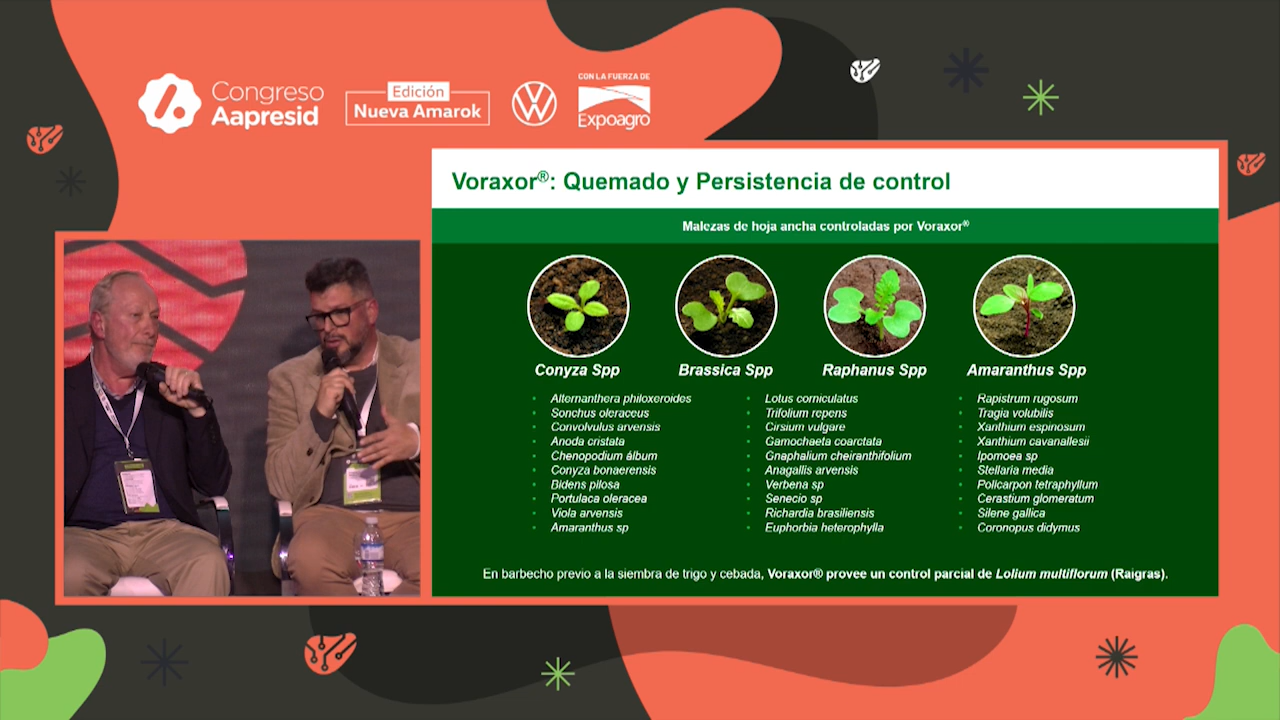 Congreso
Aapresid
Edición
Nueva Amarok
CON LA FUERZA DE
Expoagro
Voraxor®: Quemado y Persistencia de control
Malezas de hoja ancha controladas por Voraxor®
Conyza Spp
Brassica Spp
Raphanus Spp
Amaranthus Spp
• Alternanthera philoxeroides
• Sonchus oleraceus
• Convolvulus arvensis
• Anoda cristata
• Chenopodium álbum
• Conyza bonaerensis
• Bidens pilosa
• Portulaca oleracea
• Viola arvensis
• Amaranthus sp
• Lotus corniculatus
• Trifolium repens
• Cirsium vulgare
• Gamochaeta coarctata
• Gnaphalium cheiranthifolium
• Anagallis arvensis
• Verbena sp
• Senecio sp
• Richardia brasiliensis
• Euphorbia heterophylla
• Rapistrum rugosum
• Tragia volubilis
• Xanthium espinosum
• Xanthium cavanallesii
• Ipomoea sp
• Stellaria media
• Policarpon tetraphyllum
• Cerastium glomeratum
• Silene gallica
• Coronopus didymus
En barbecho previo a la siembra de trigo y cebada, Voraxor® provee un control parcial de Lolium multiflorum (Raigras).